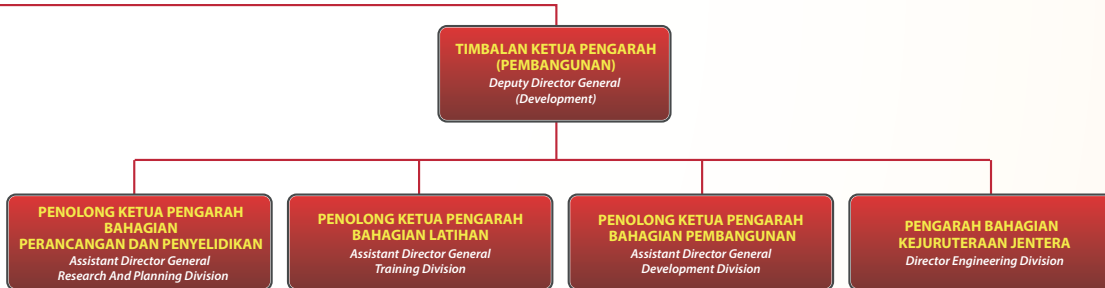 TIMBALAN KETUA PENGARAH
(PEMBANGUNAN)
Deputy Director General
(Development)
PENOLONG KETUA PENGARAH
BAHAGIAN
PERANCANGAN DAN PENYELIDIKAN
Assistant Director General
Research And Planning Division
PENOLONG KETUA PENGARAH
BAHAGIAN LATIHAN
Assistant Director General
Training Division
PENOLONG KETUA PENGARAH
BAHAGIAN PEMBANGUNAN
Assistant Director General
Development Division
PENGARAH BAHAGIAN
KEJURUTERAAN JENTERA
Director Engineering Division